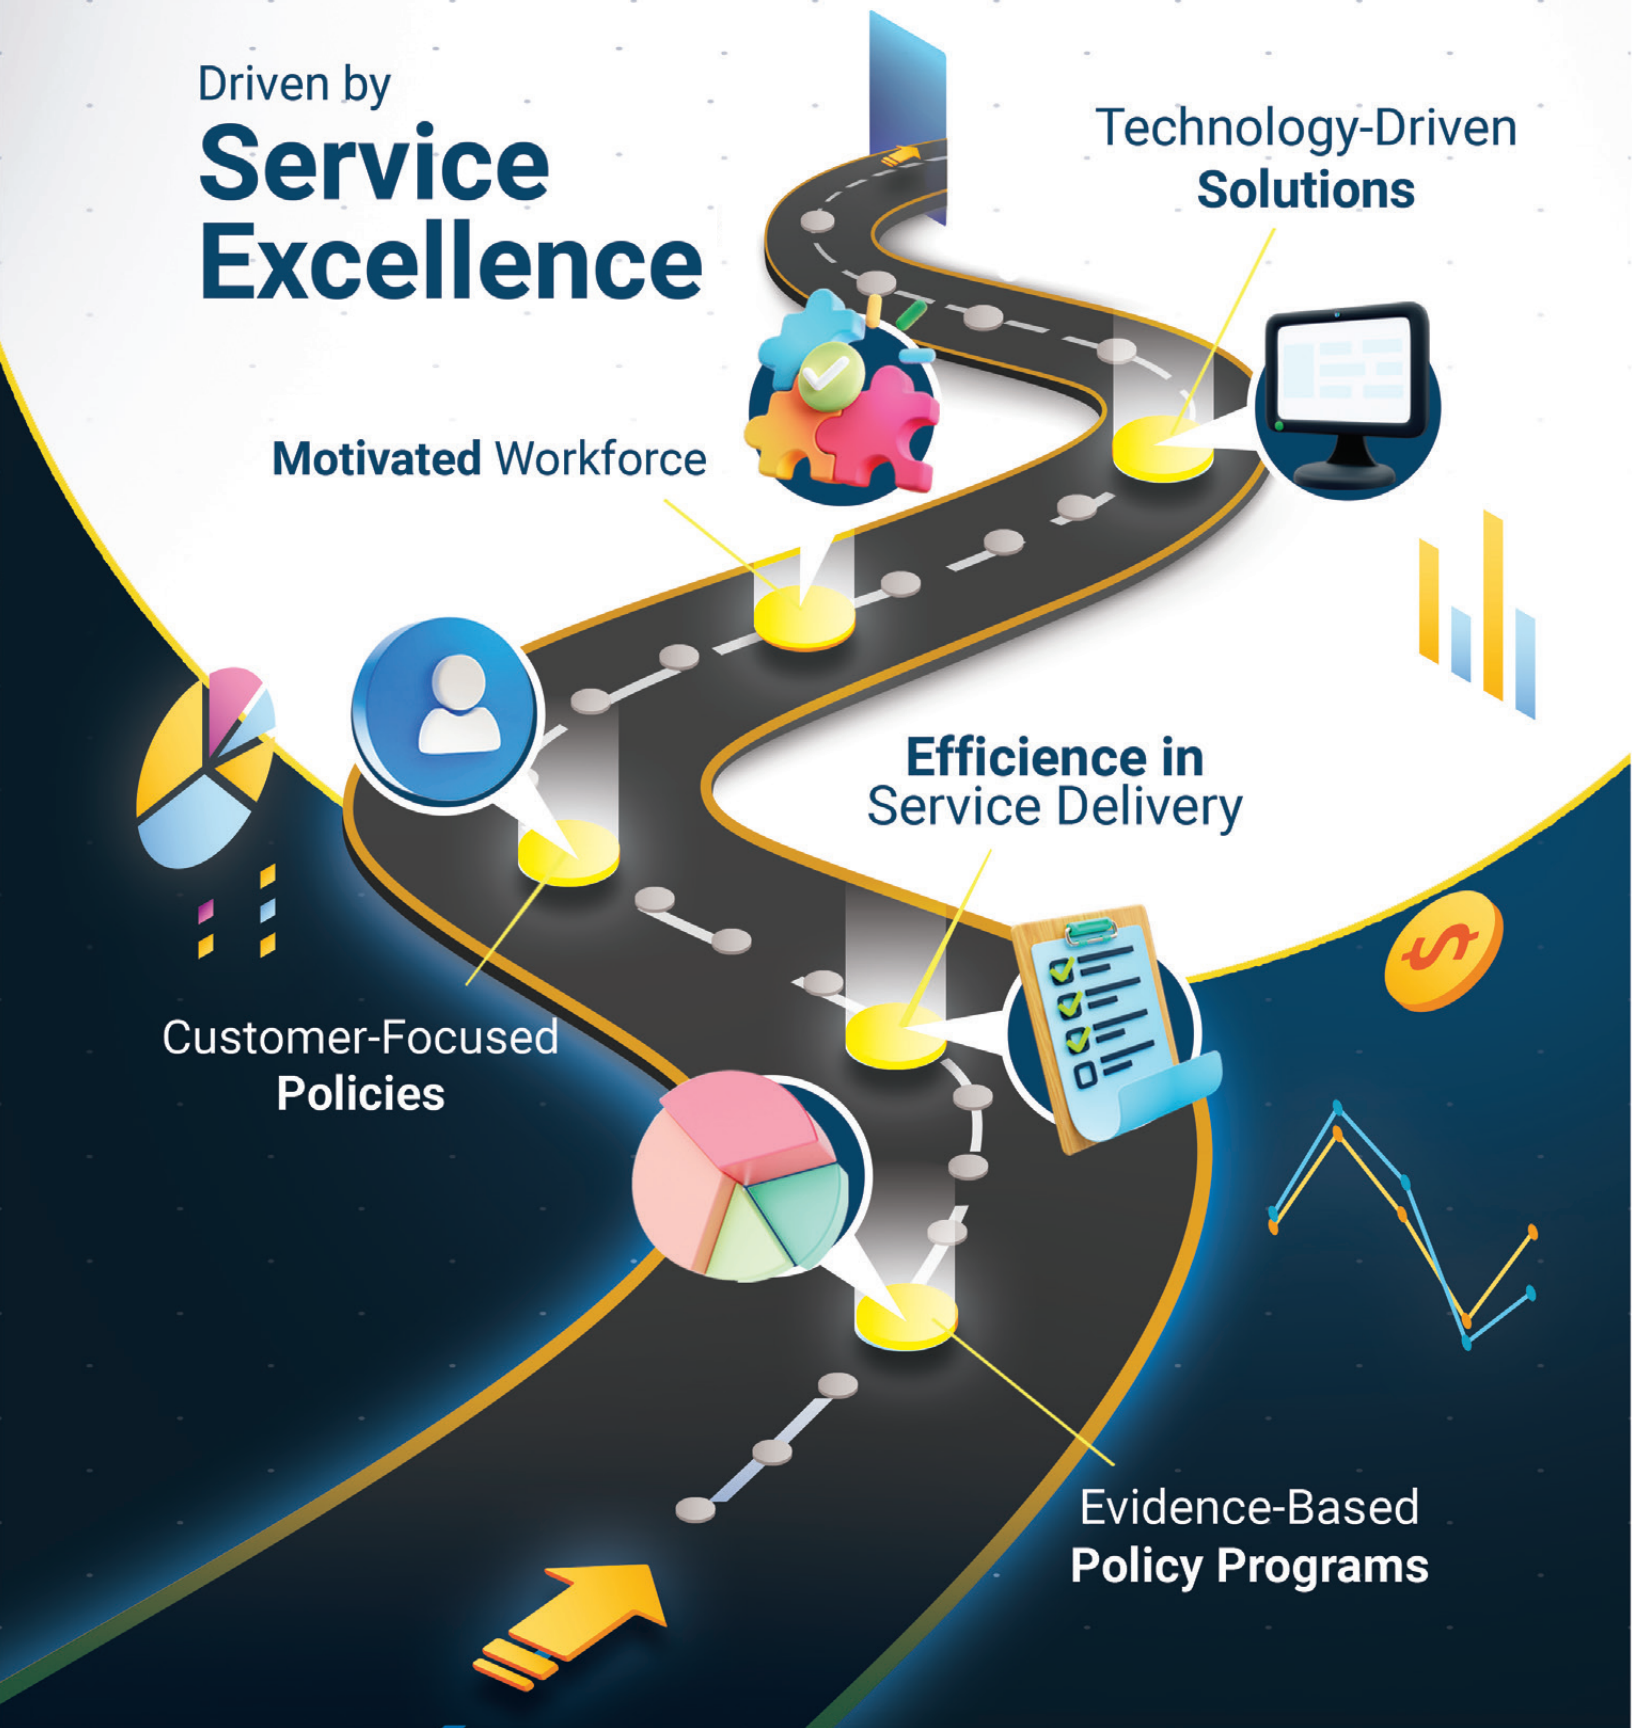 Driven by
Service
Excellence
Technology-Driven
Solutions
Motivated Workforce
Efficience in
Service Delivery
Customer-Focused
Policies
Evidence-Based
Policy Programs